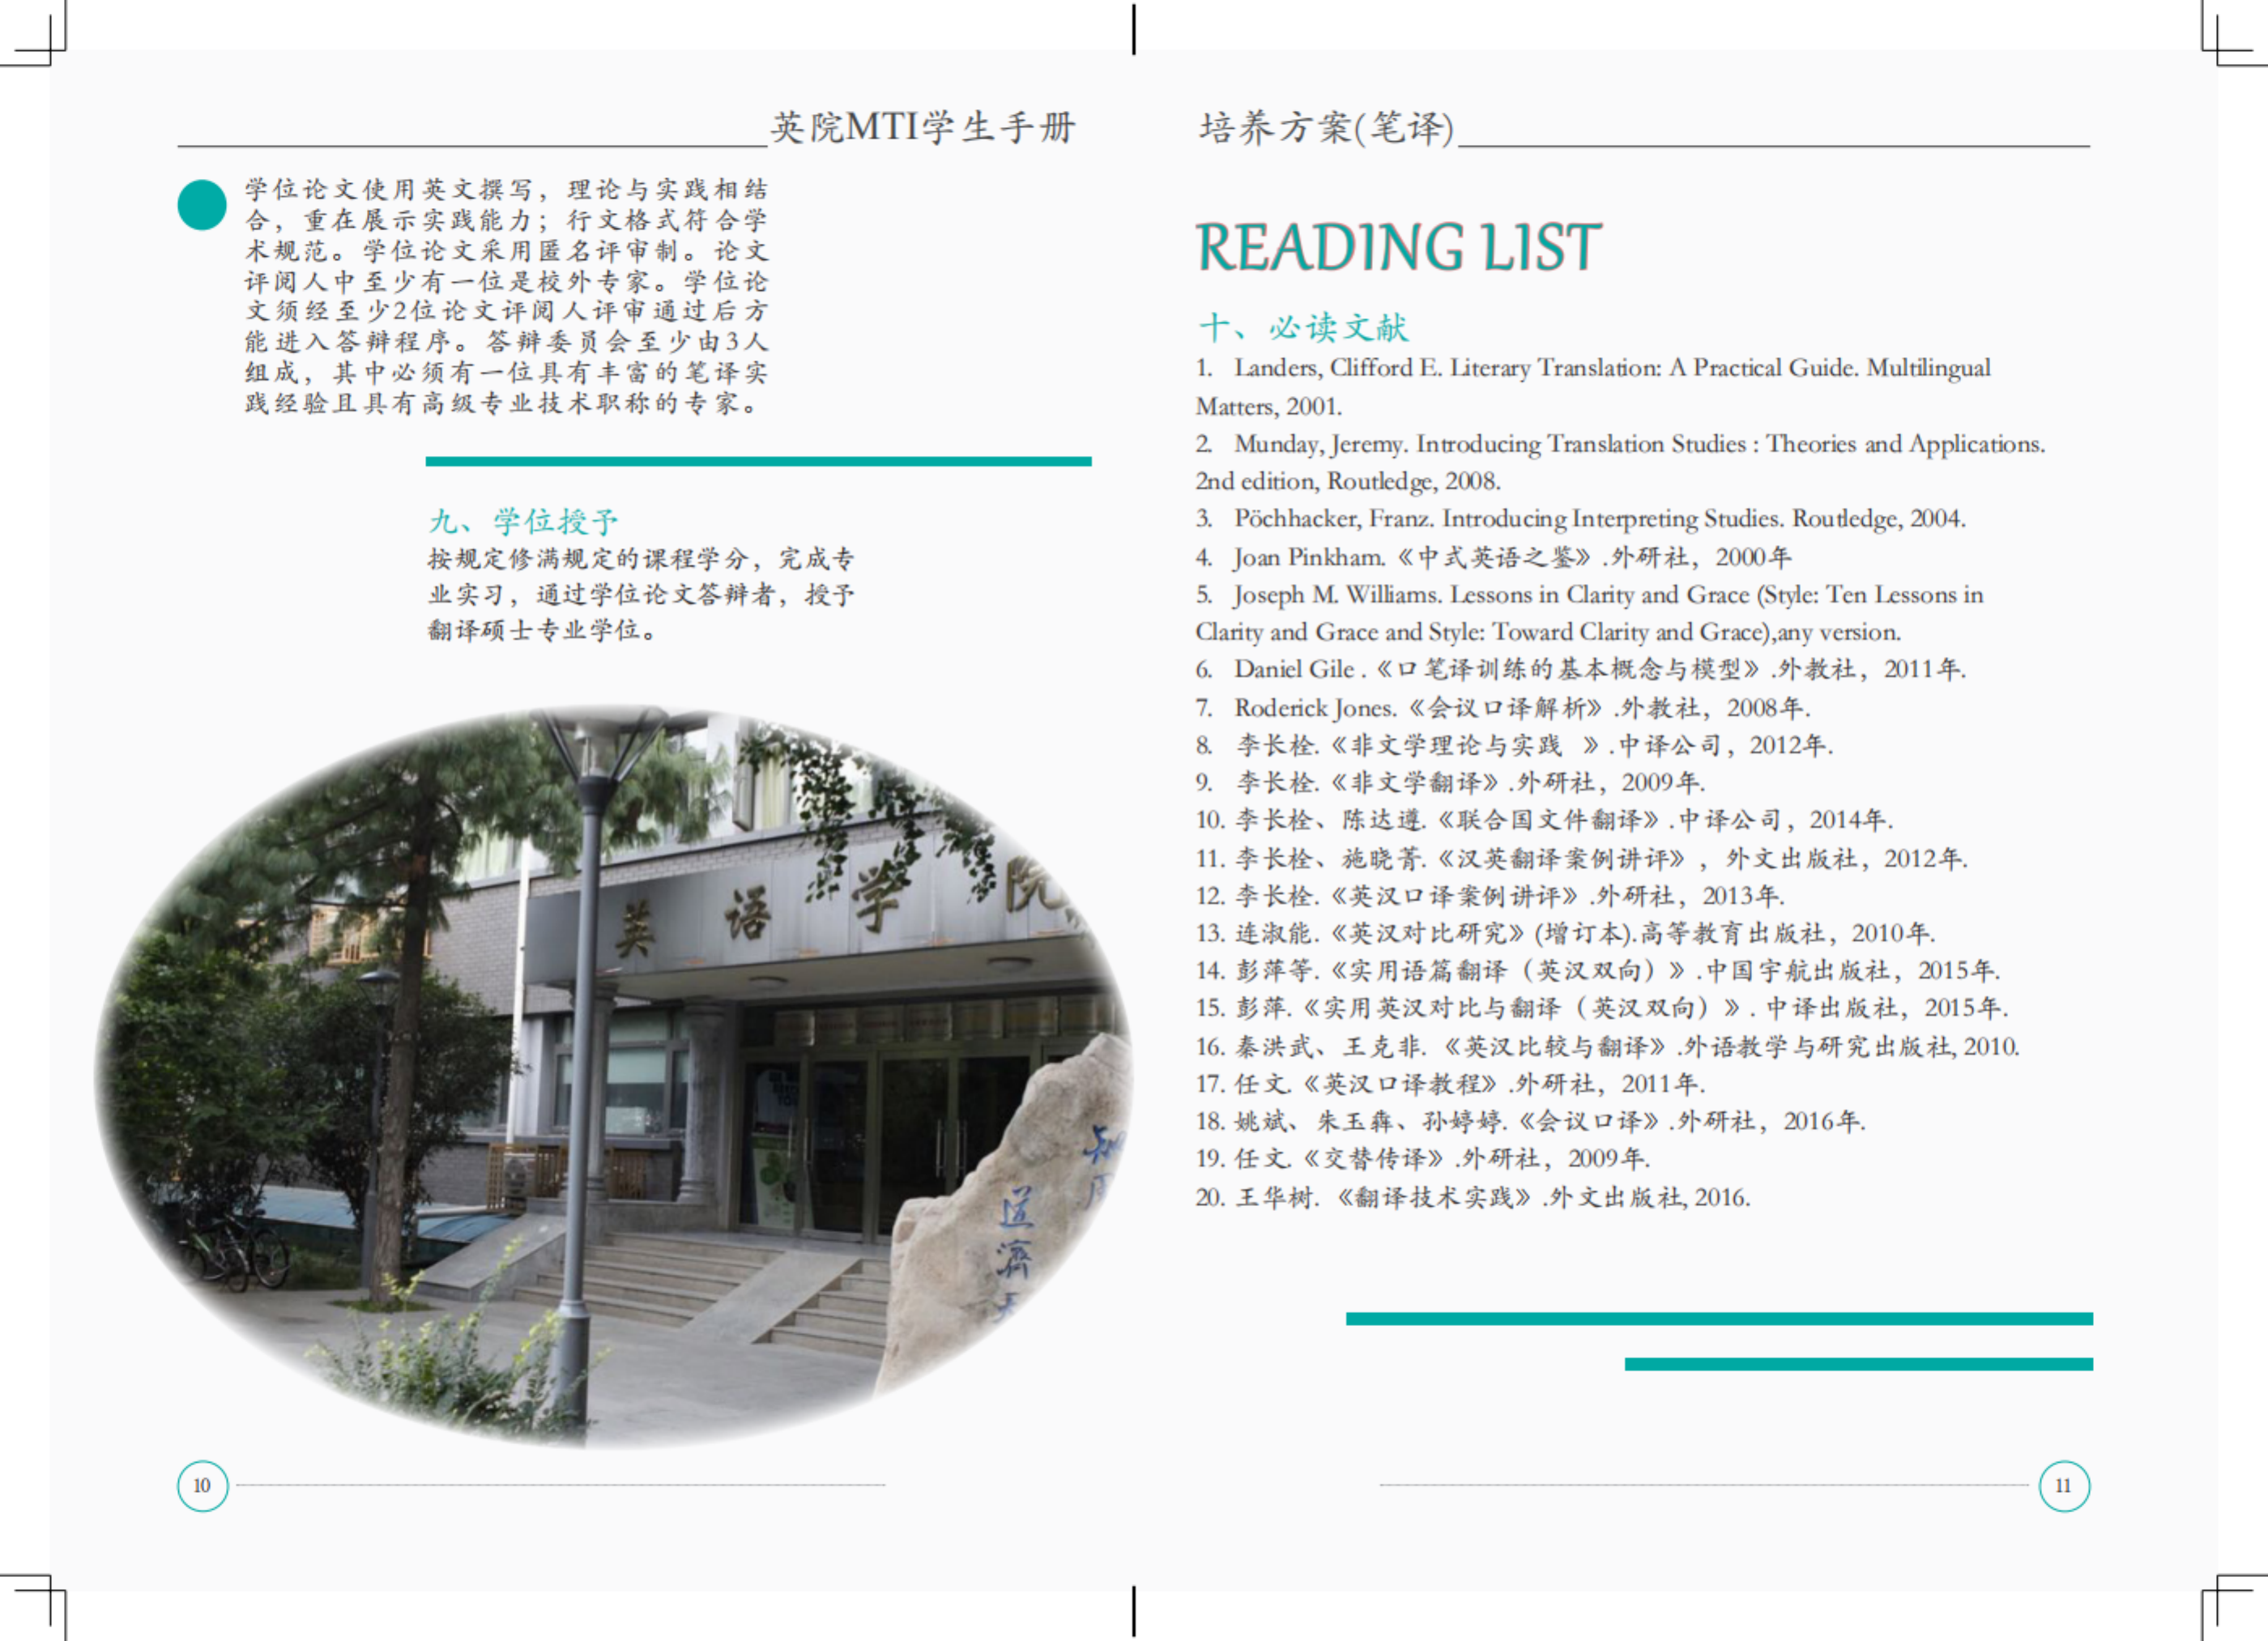 英院MTI学生手册
学位论文使用英文撰写，理论与实践相结
合，重在展示实践能力；行文格式符合学
术规范。学位论文采用匿名评审制。论文
评阅人中至少有一位是校外专家。学位论
文须经至少2位论文评阅人评审通过后方
能进入答辩程序。答辩委员会至少由3人
组成，其中必须有一位具有丰富的笔译实
践经验且具有高级专业技术职称的专家。
九、学位授予
按规定修满规定的课程学分，完成专
业实习，通过学位论文答辩者，授予
翻译硕士专业学位。
英语学院
道濟天
10
培养方案(笔译)
READING LIST
十、必读文献
1. Landers, Clifford E. Literary Translation: A Practical Guide. Multilingual
Matters, 2001.
2. Munday, Jeremy. Introducing Translation Studies : Theories and Applications.
2nd edition, Routledge, 2008.
3. Pöchhacker, Franz. Introducing Interpreting Studies. Routledge, 2004.
4. Joan Pinkham.《中式英语之鉴》.外研社，2000年
5. Joseph M. Williams. Lessons in Clarity and Grace (Style: Ten Lessons in
Clarity and Grace and Style: Toward Clarity and Grace),any version.
6. Daniel Gile .《口笔译训练的基本概念与模型》.外教社，2011年.
7. Roderick Jones.《会议口译解析》.外教社，2008年.
8. 李长栓.《非文学理论与实践 》.中译公司，2012年.
9. 李长栓.《非文学翻译》.外研社，2009年.
10. 李长栓、陈达遵.《联合国文件翻译》.中译公司，2014年.
11. 李长栓、施晓菁.《汉英翻译案例讲评》，外文出版社，2012年.
12. 李长栓.《英汉口译案例讲评》.外研社，2013年.
13. 连淑能.《英汉对比研究》(增订本).高等教育出版社，2010年.
14. 彭萍等.《实用语篇翻译（英汉双向）》.中国宇航出版社，2015年.
15. 彭萍.《实用英汉对比与翻译（英汉双向）》. 中译出版社，2015年.
16. 秦洪武、王克非. 《英汉比较与翻译》.外语教学与研究出版社, 2010.
17. 任文.《英汉口译教程》.外研社，2011年.
18. 姚斌、朱玉犇、孙婷婷.《会议口译》.外研社，2016年.
19. 任文.《交替传译》.外研社，2009年.
20. 王华树. 《翻译技术实践》.外文出版社, 2016.
11